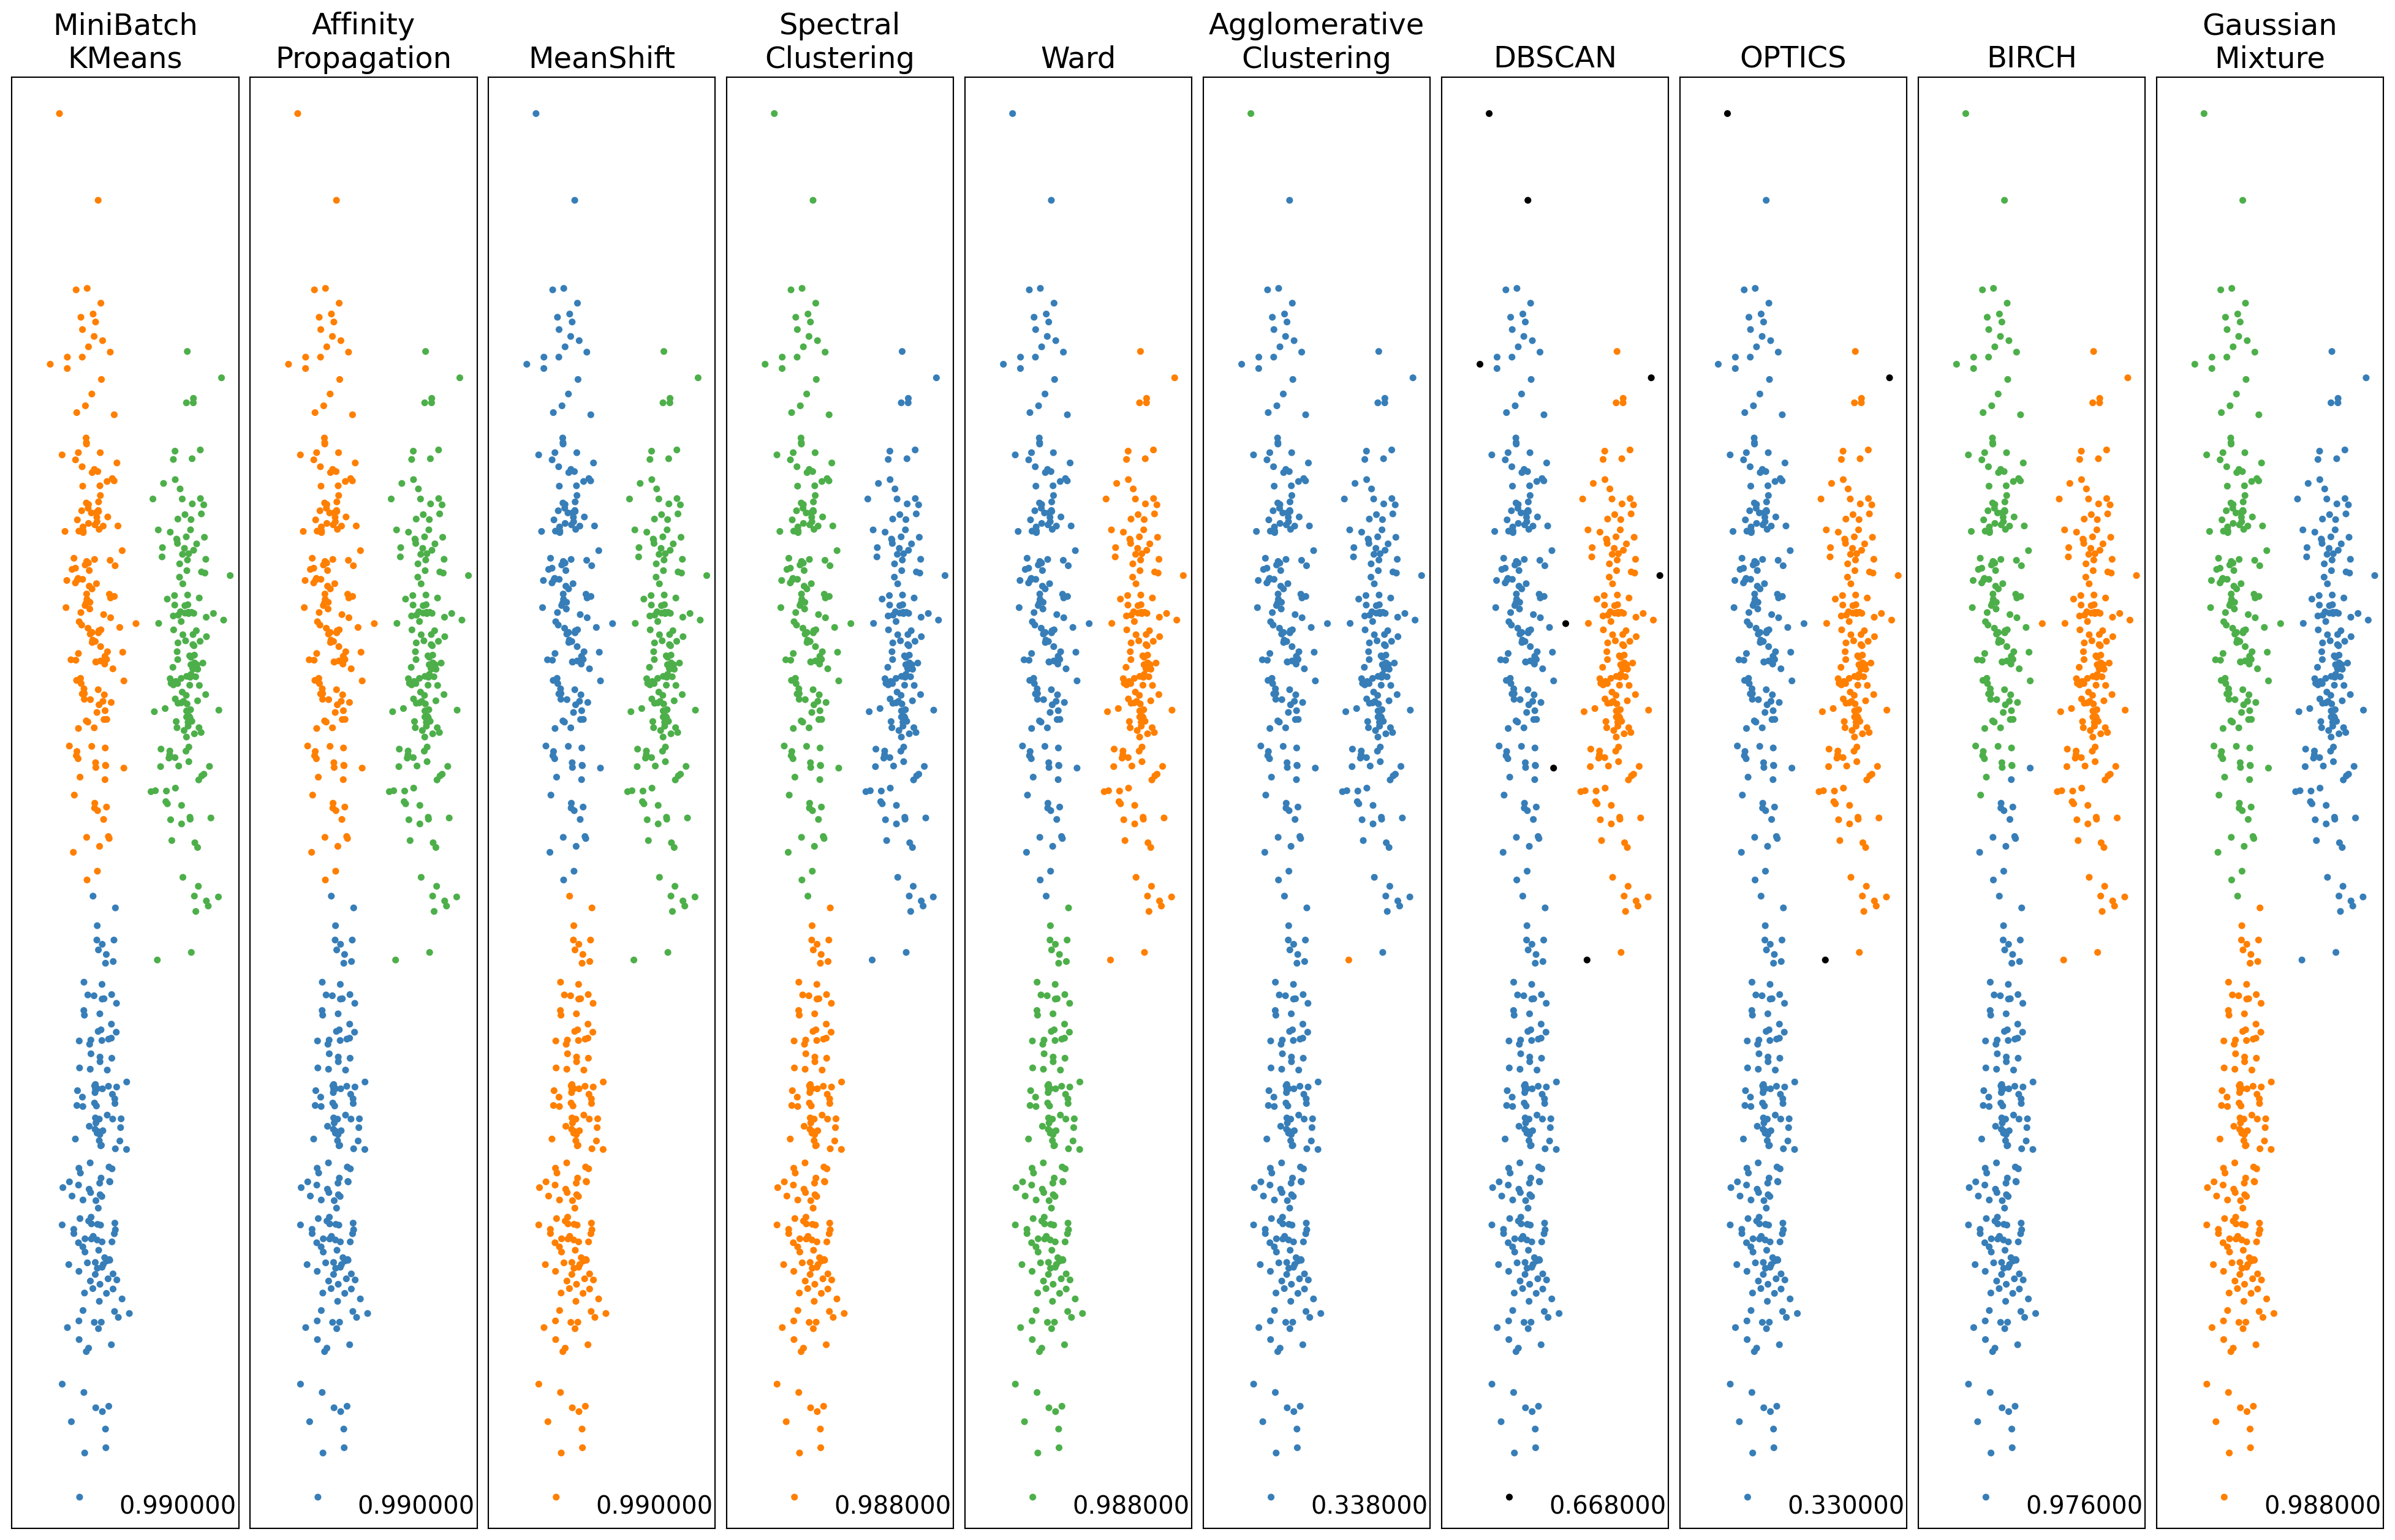 MiniBatch
KMeans
Affinity
Propagation
MeanShift
Spectral
Clustering
Ward
Agglomerative
Clustering
DBSCAN
OPTICS
BIRCH
Gaussian
Mixture
0.990000
0.990000
0.990000
0.988000
0.988000
0.338000
0.668000
0.330000
0.976000
0.988000